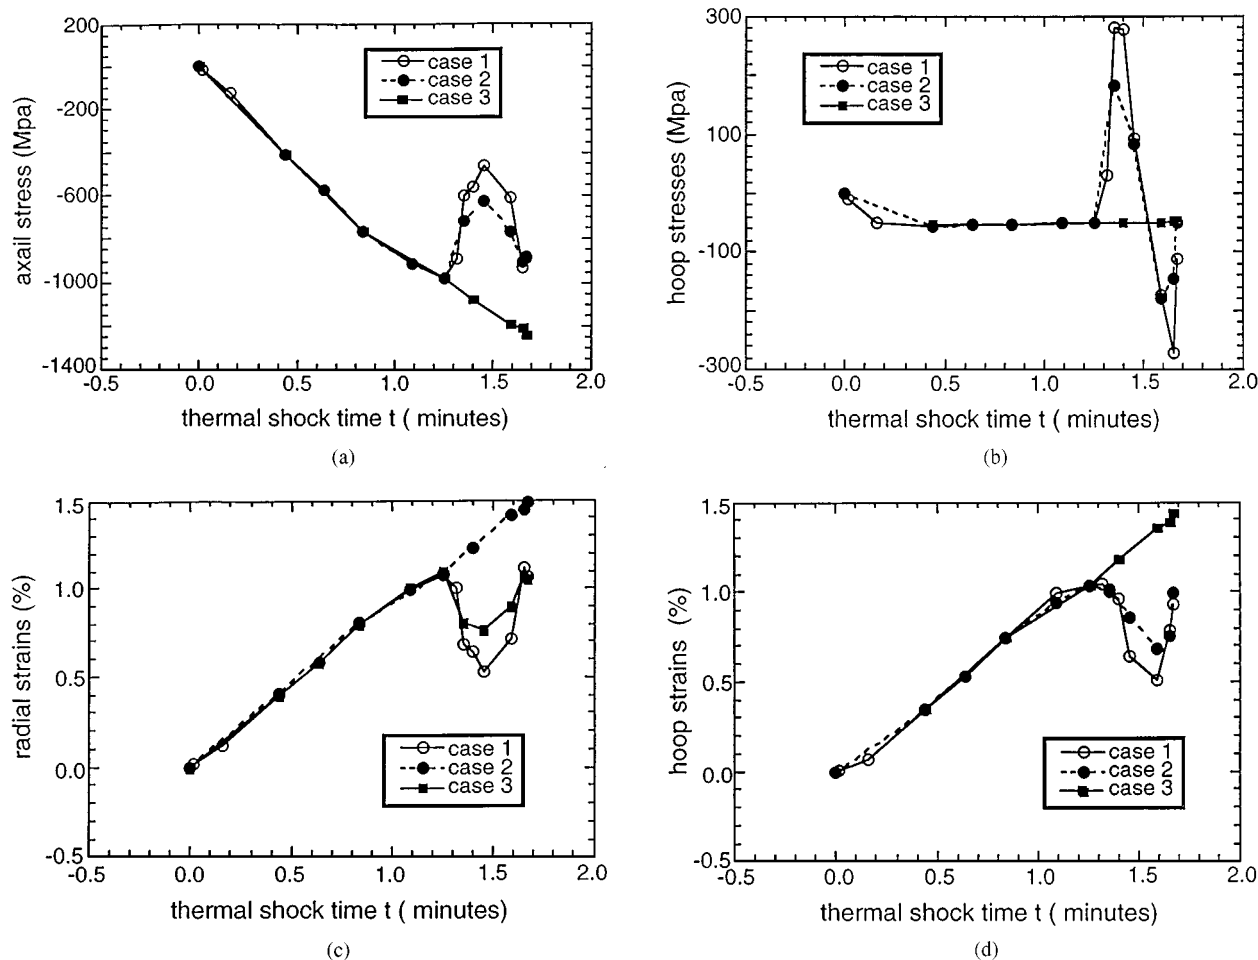 200
-200
-600
-1000
-1400
axail stress (Mpa)
case 1
case 2
case 3
-0.5 0.0 0.5 1.0 1.5 2.0
thermal shock time t ( minutes)
(a)
300
100
-100
-300
hoop stresses (Mpa)
case 1
case 2
case 3
-0.5 0.0 0.5 1.0 1.5 2.0
thermal shock time t ( minutes)
(b)
1.5
1.0
0.5
0.0
-0.5
radial strains (%)
case 1
case 2
case 3
-0.5 0.0 0.5 1.0 1.5 2.0
thermal shock time t ( minutes)
(c)
1.5
1.0
0.5
0.0
-0.5
hoop strains (%)
case 1
case 2
case 3
-0.5 0.0 0.5 1.0 1.5 2.0
thermal shock time t ( minutes)
(d)